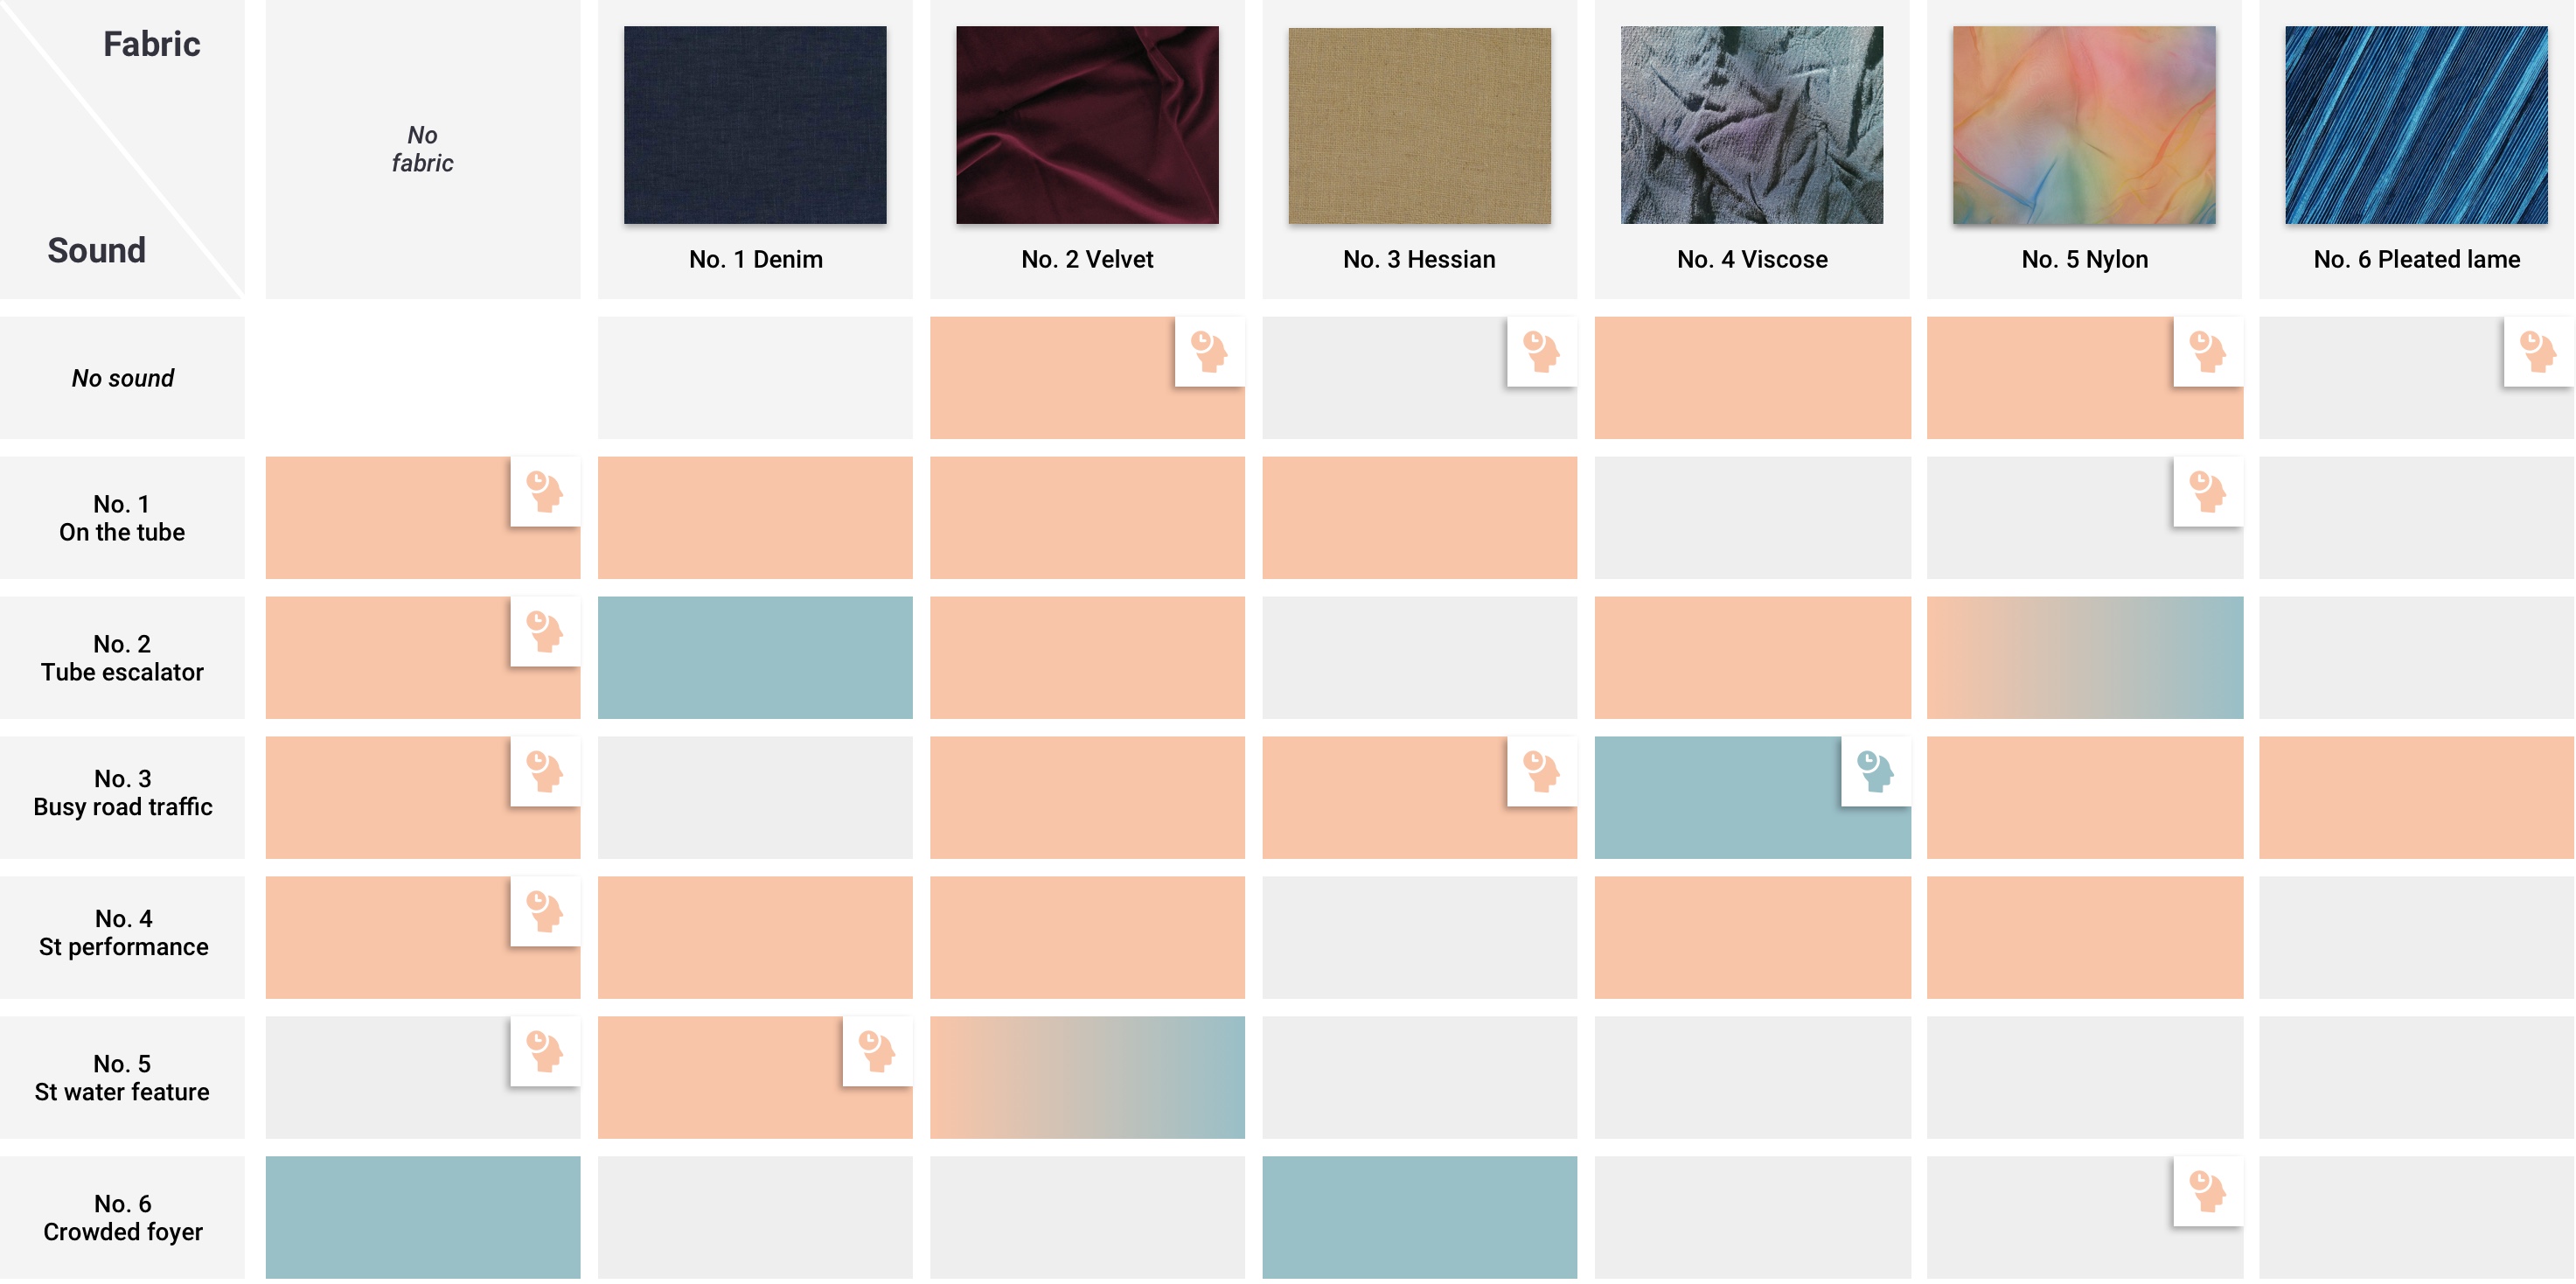 Fabric
Sound
No
fabric
No. 1 Denim
No. 2 Velvet
No. 3 Hessian
No. 4 Viscose
No. 5 Nylon
No. 6 Pleated lame
No sound
No. 1
On the tube
No. 2
Tube escalator
No. 3
Busy road traffic
No. 4
St performance
No. 5
St water feature
No. 6
Crowded foyer